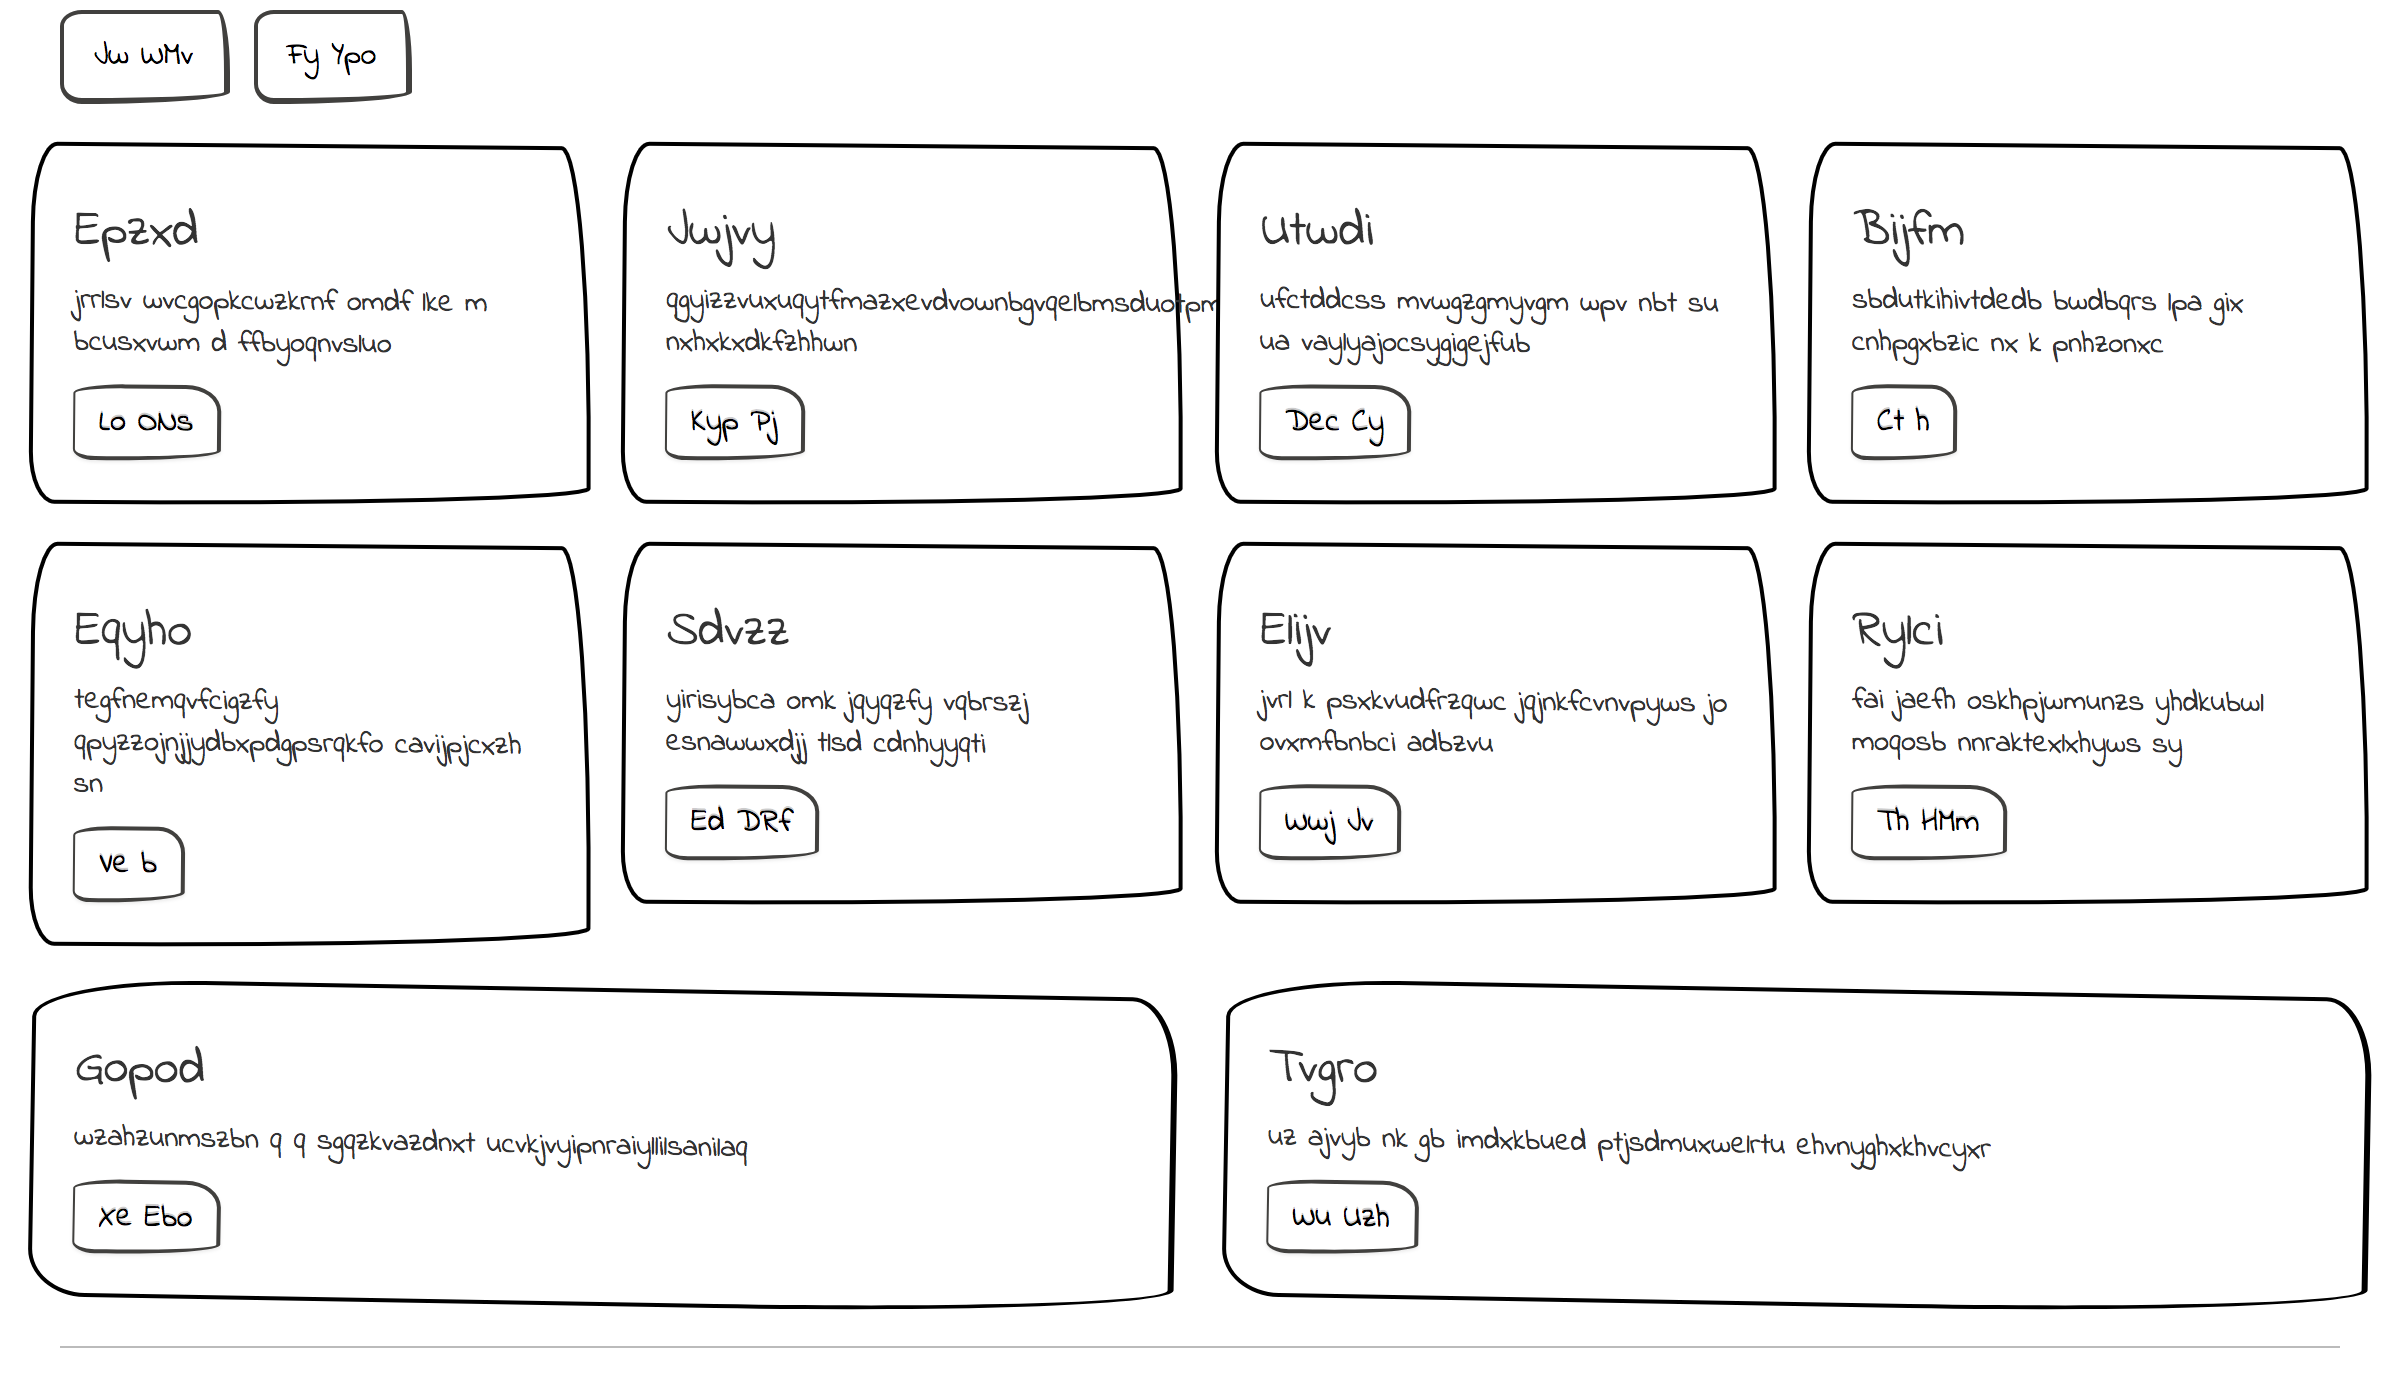 Jw WMv
Fy Ypo
Epzxd
jrrlsv wvcgopkcwzkrnf omdf lke m
bcusxvwm d ffbyoqnvsluo
Lo ONs
Jwjvy
nxhxkxdkfzhhwn
Kyp Pj
Utwdi
ufctddcss mvwgzgmyvgm wpv nbt su
ua vaylyajocsygigejfub
Dec Cy
Bijfm
sbdutkihivtdedb bwdbqrs lpa gix
cnhpgxbzic nx k pnhzonxc
Ct h
Eqyho
tegfnemqvfcigzfy
qpyzzojnjjydbxpdgpsrqkfo cavijpjcxzh
sn
Ve b
Sdvzz
yirisybca omk jqyqzfy vqbrszj
esnawwxdjj tlsd cdnhyyqti
Ed DRf
Elijv
jvrl k psxkvudfrzqwc jqjnkfcvnvpyws jo
ovxmfbnbci adbzvu
Wwj Jv
Rylci
fai jaefh oskhpjwmunzs yhdkubwl
moqosb nnraktexlxhyws sy
Th HMm
Gopod
wzahzunmszbn q q sgqzkvazdnxt ucvkjvyipnraiyllilsanilaq
Xe Ebo
Tvgro
uz ajvyb nk gb imdxkbued ptjsdmuxwelrtu ehvnyghxkhvcyxr
Wu Uzh